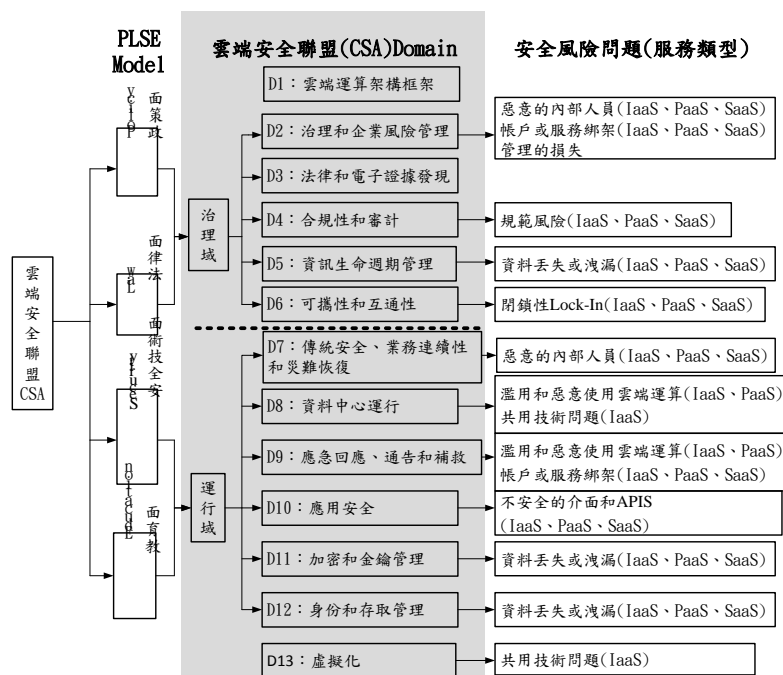 PLSE
Model
雲端安全聯盟(CSA)Domain
安全風險問題(服務類型)
雲端安全聯盟
CSA
Policy
政策面
Law
法律面
安全技術面
Education
教育面
治理域
運行域
D1：雲端運算架構框架
D2：治理和企業風險管理
惡意的內部人員(IaaS、PaaS、SaaS)
帳戶或服務綁架(IaaS、PaaS、SaaS)
管理的損失
D3：法律和電子證據發現
D4：合規性和審計
規範風險(IaaS、PaaS、SaaS)
D5：資訊生命週期管理
資料丟失或洩漏(IaaS、PaaS、SaaS)
D6：可攜性和互通性
閉鎖性Lock-In(IaaS、PaaS、SaaS)
D7：傳統安全、業務連續性
和災難恢復
惡意的內部人員(IaaS、PaaS、SaaS)
D8：資料中心運行
濫用和惡意使用雲端運算(IaaS、PaaS)
共用技術問題(IaaS)
D9：應急回應、通告和補救
濫用和惡意使用雲端運算(IaaS、PaaS)
帳戶或服務綁架(IaaS、PaaS、SaaS)
D10：應用安全
不安全的介面和APIS
(IaaS、PaaS、SaaS)
D11：加密和金鑰管理
資料丟失或洩漏(IaaS、PaaS、SaaS)
D12：身份和存取管理
資料丟失或洩漏(IaaS、PaaS、SaaS)
D13：虛擬化
共用技術問題(IaaS)